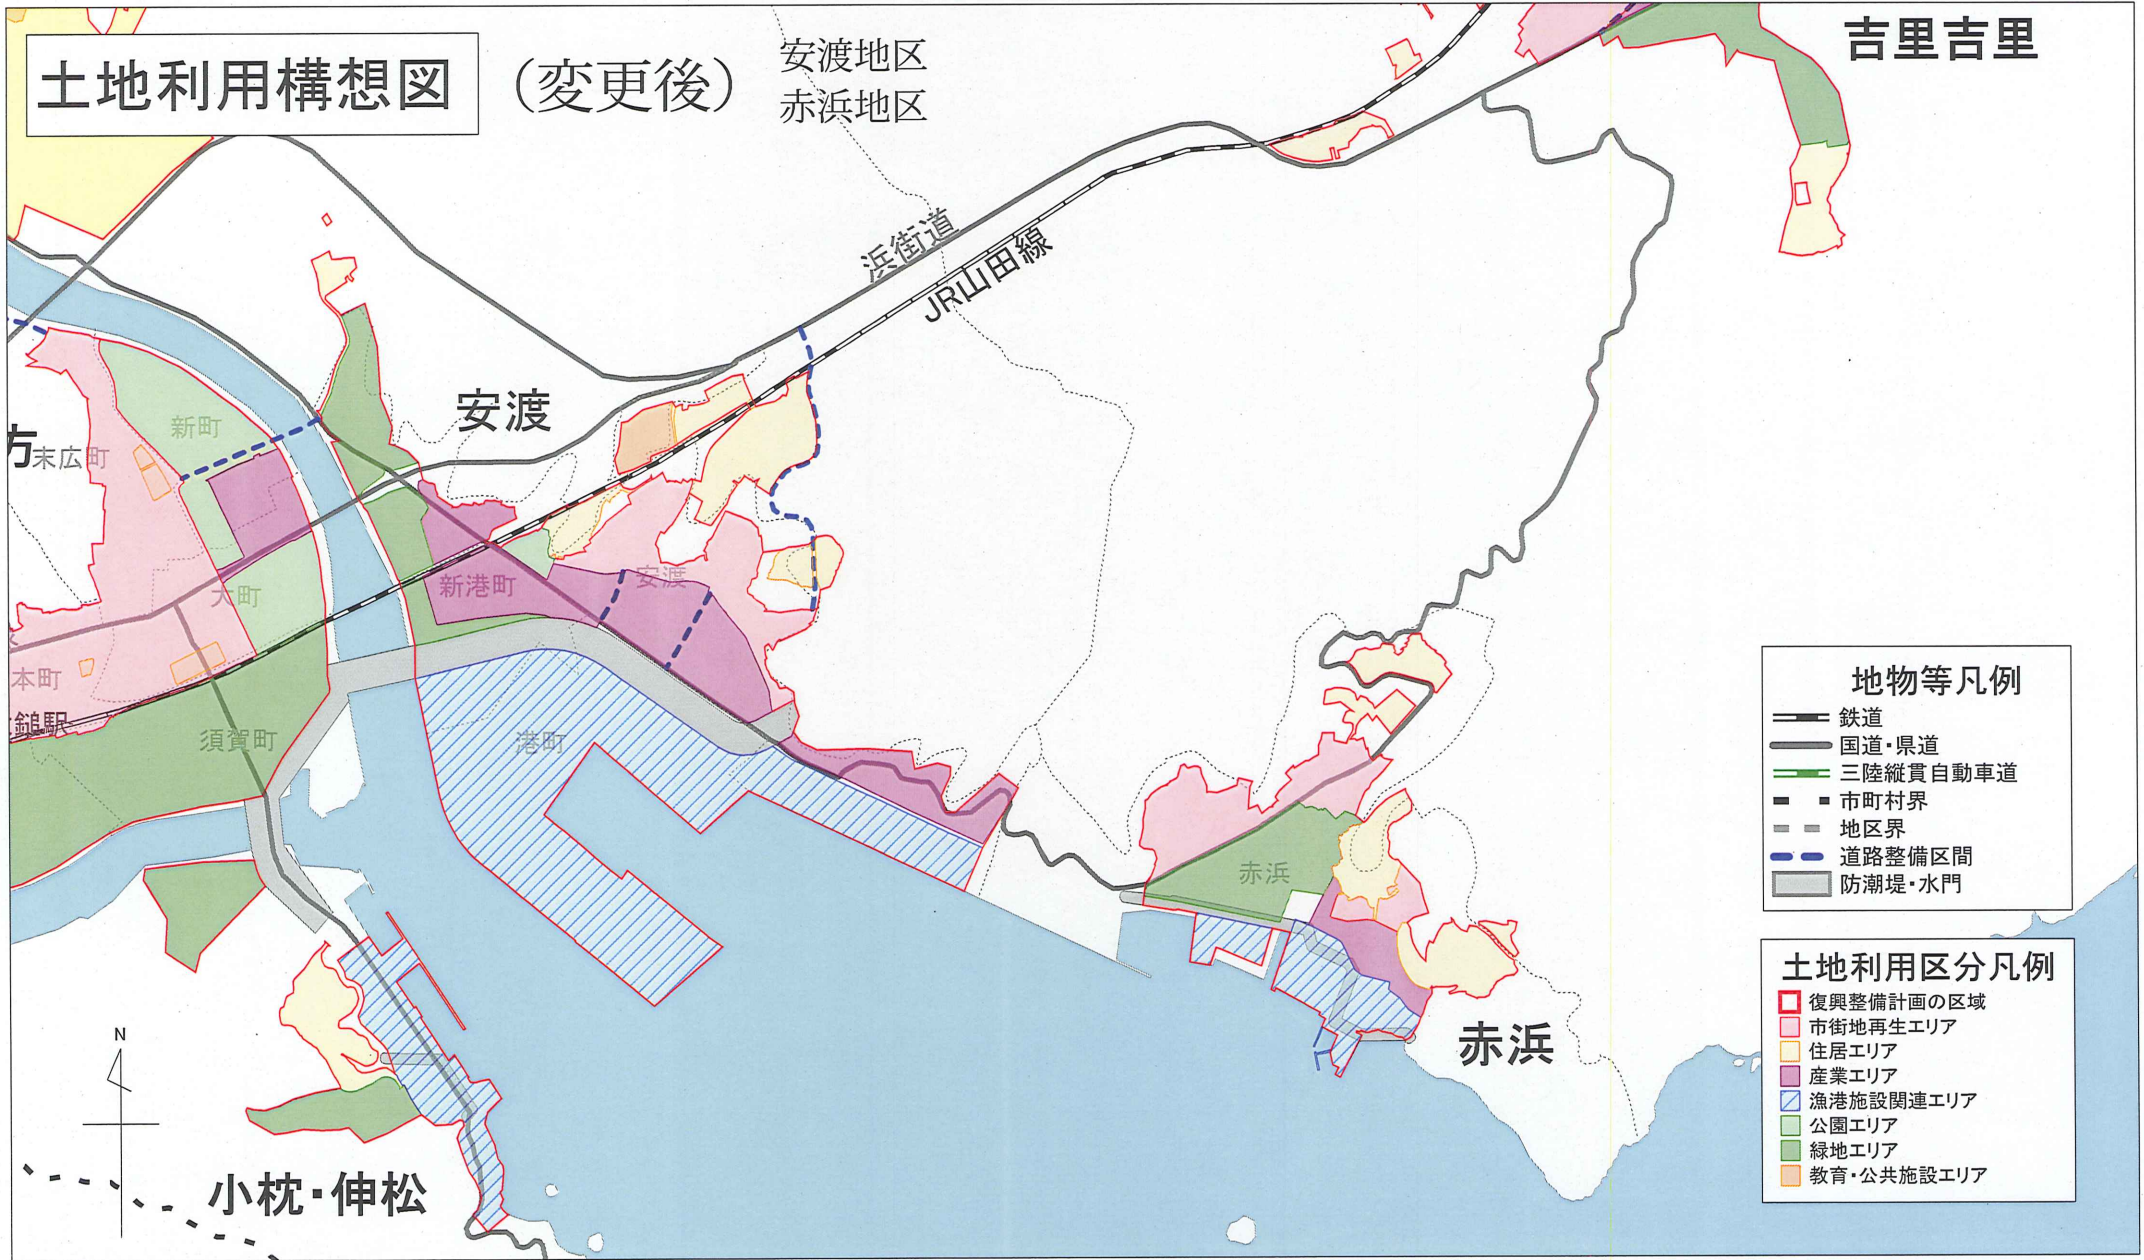 土地利用構想図
（変更後）
安渡地区
赤浜地区
吉里吉里
浜街道
JR山田線
安渡
新町
方
末広町
大町
新港町
安渡
本町
鎚駅
須賀町
港町
赤浜
赤浜
小枕・伸松
N
地物等凡例
鉄道
国道・県道
三陸縦貫自動車道
市町村界
地区界
道路整備区間
防潮堤・水門
土地利用区分凡例
復興整備計画の区域
市街地再生エリア
住居エリア
産業エリア
漁港施設関連エリア
公園エリア
緑地エリア
教育・公共施設エリア